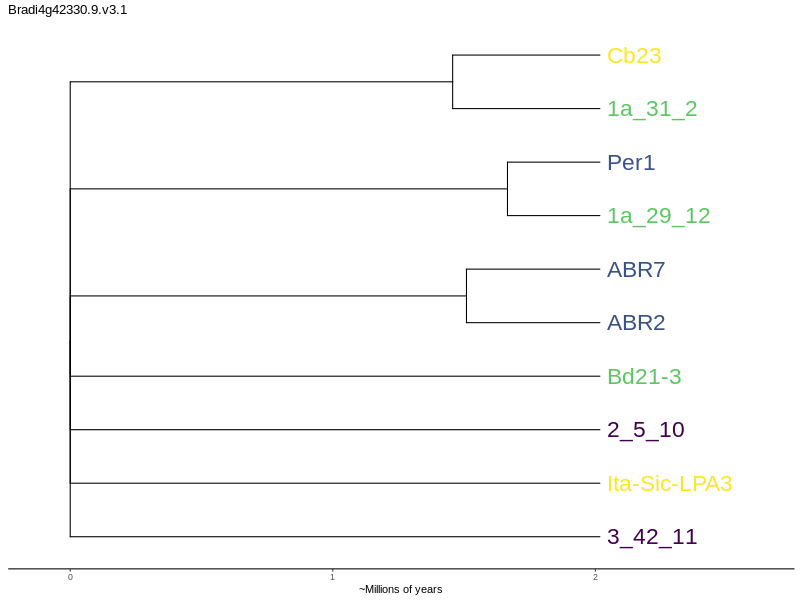 Bradi4g42330.9.v3.1
Cb23
1a_31_2
Per1
1a_29_12
ABR7
ABR2
Bd21-3
2_5_10
Ita-Sic-LPA3
3_42_11
0 1 2
~Millions of years